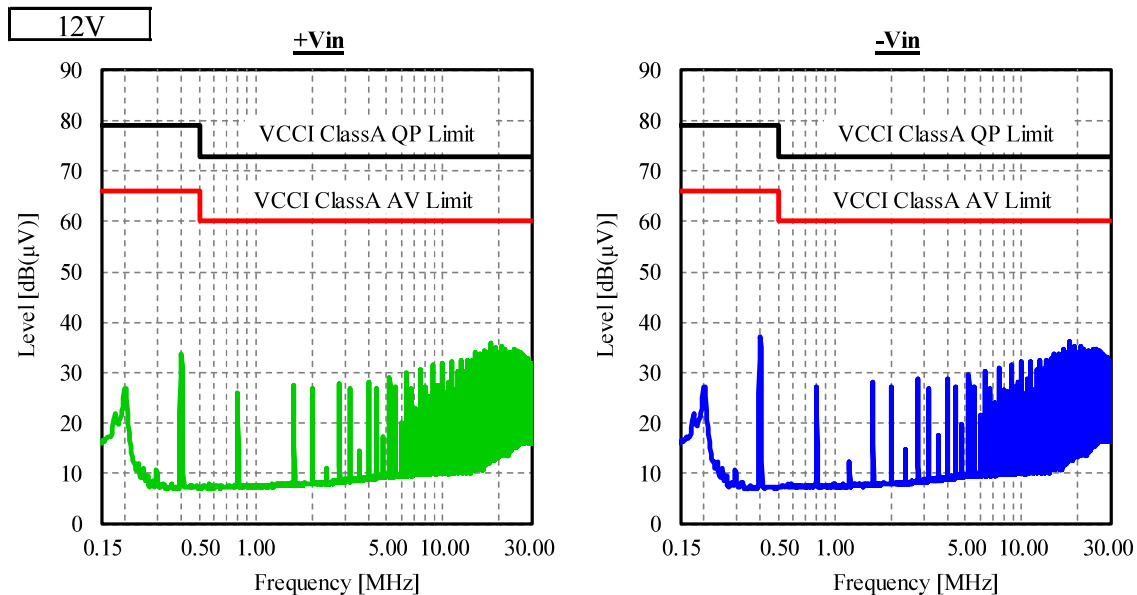 12V
+Vin
90
80
70
60
50
40
30
20
10
0
Level [dB(μV)]
VCCI ClassA QP Limit
VCCI ClassA AV Limit
0.15
0.50
1.00
5.00
10.00
30.00
Frequency [MHz]
-Vin
90
80
70
60
50
40
30
20
10
0
Level [dB(μV)]
VCCI ClassA QP Limit
VCCI ClassA AV Limit
0.15
0.50
1.00
5.00
10.00
30.00
Frequency [MHz]